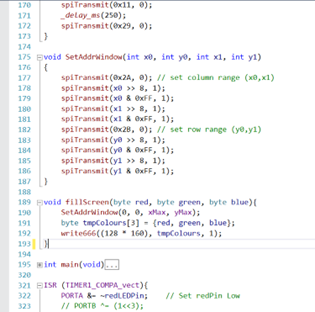 170 spiTransmit(0x11, 0);
171 _delay_ms(250);
172 spiTransmit(0x29, 0);
173 }
174
175 void SetAddrWindow(int x0, int y0, int x1, int y1)
176 {
177 spiTransmit(0x2A, 0); // set column range (x0,x1)
178 spiTransmit(x0 >> 8, 1);
179 spiTransmit(x0 & 0xFF, 1);
180 spiTransmit(x1 >> 8, 1);
181 spiTransmit(x1 & 0xFF, 1);
182 spiTransmit(0x2B, 0); // set row range (y0,y1)
183 spiTransmit(y0 >> 8, 1);
184 spiTransmit(y0 & 0xFF, 1);
185 spiTransmit(y1 >> 8, 1);
186 spiTransmit(y1 & 0xFF, 1);
187 }
188
189 void fillScreen(byte red, byte green, byte blue){
190 SetAddrWindow(0, 0, xMax, yMax);
191 byte tmpColours[3] = {red, green, blue};
192 write666((128 * 160), tmpColours, 1);
193 }
194
195 int main(void){...}
320
321 ISR (TIMER1_COMPA_vect){
322 PORTA &= ~redLEDPin; // Set redPin Low
323 // PORTB ^= (1<<3);